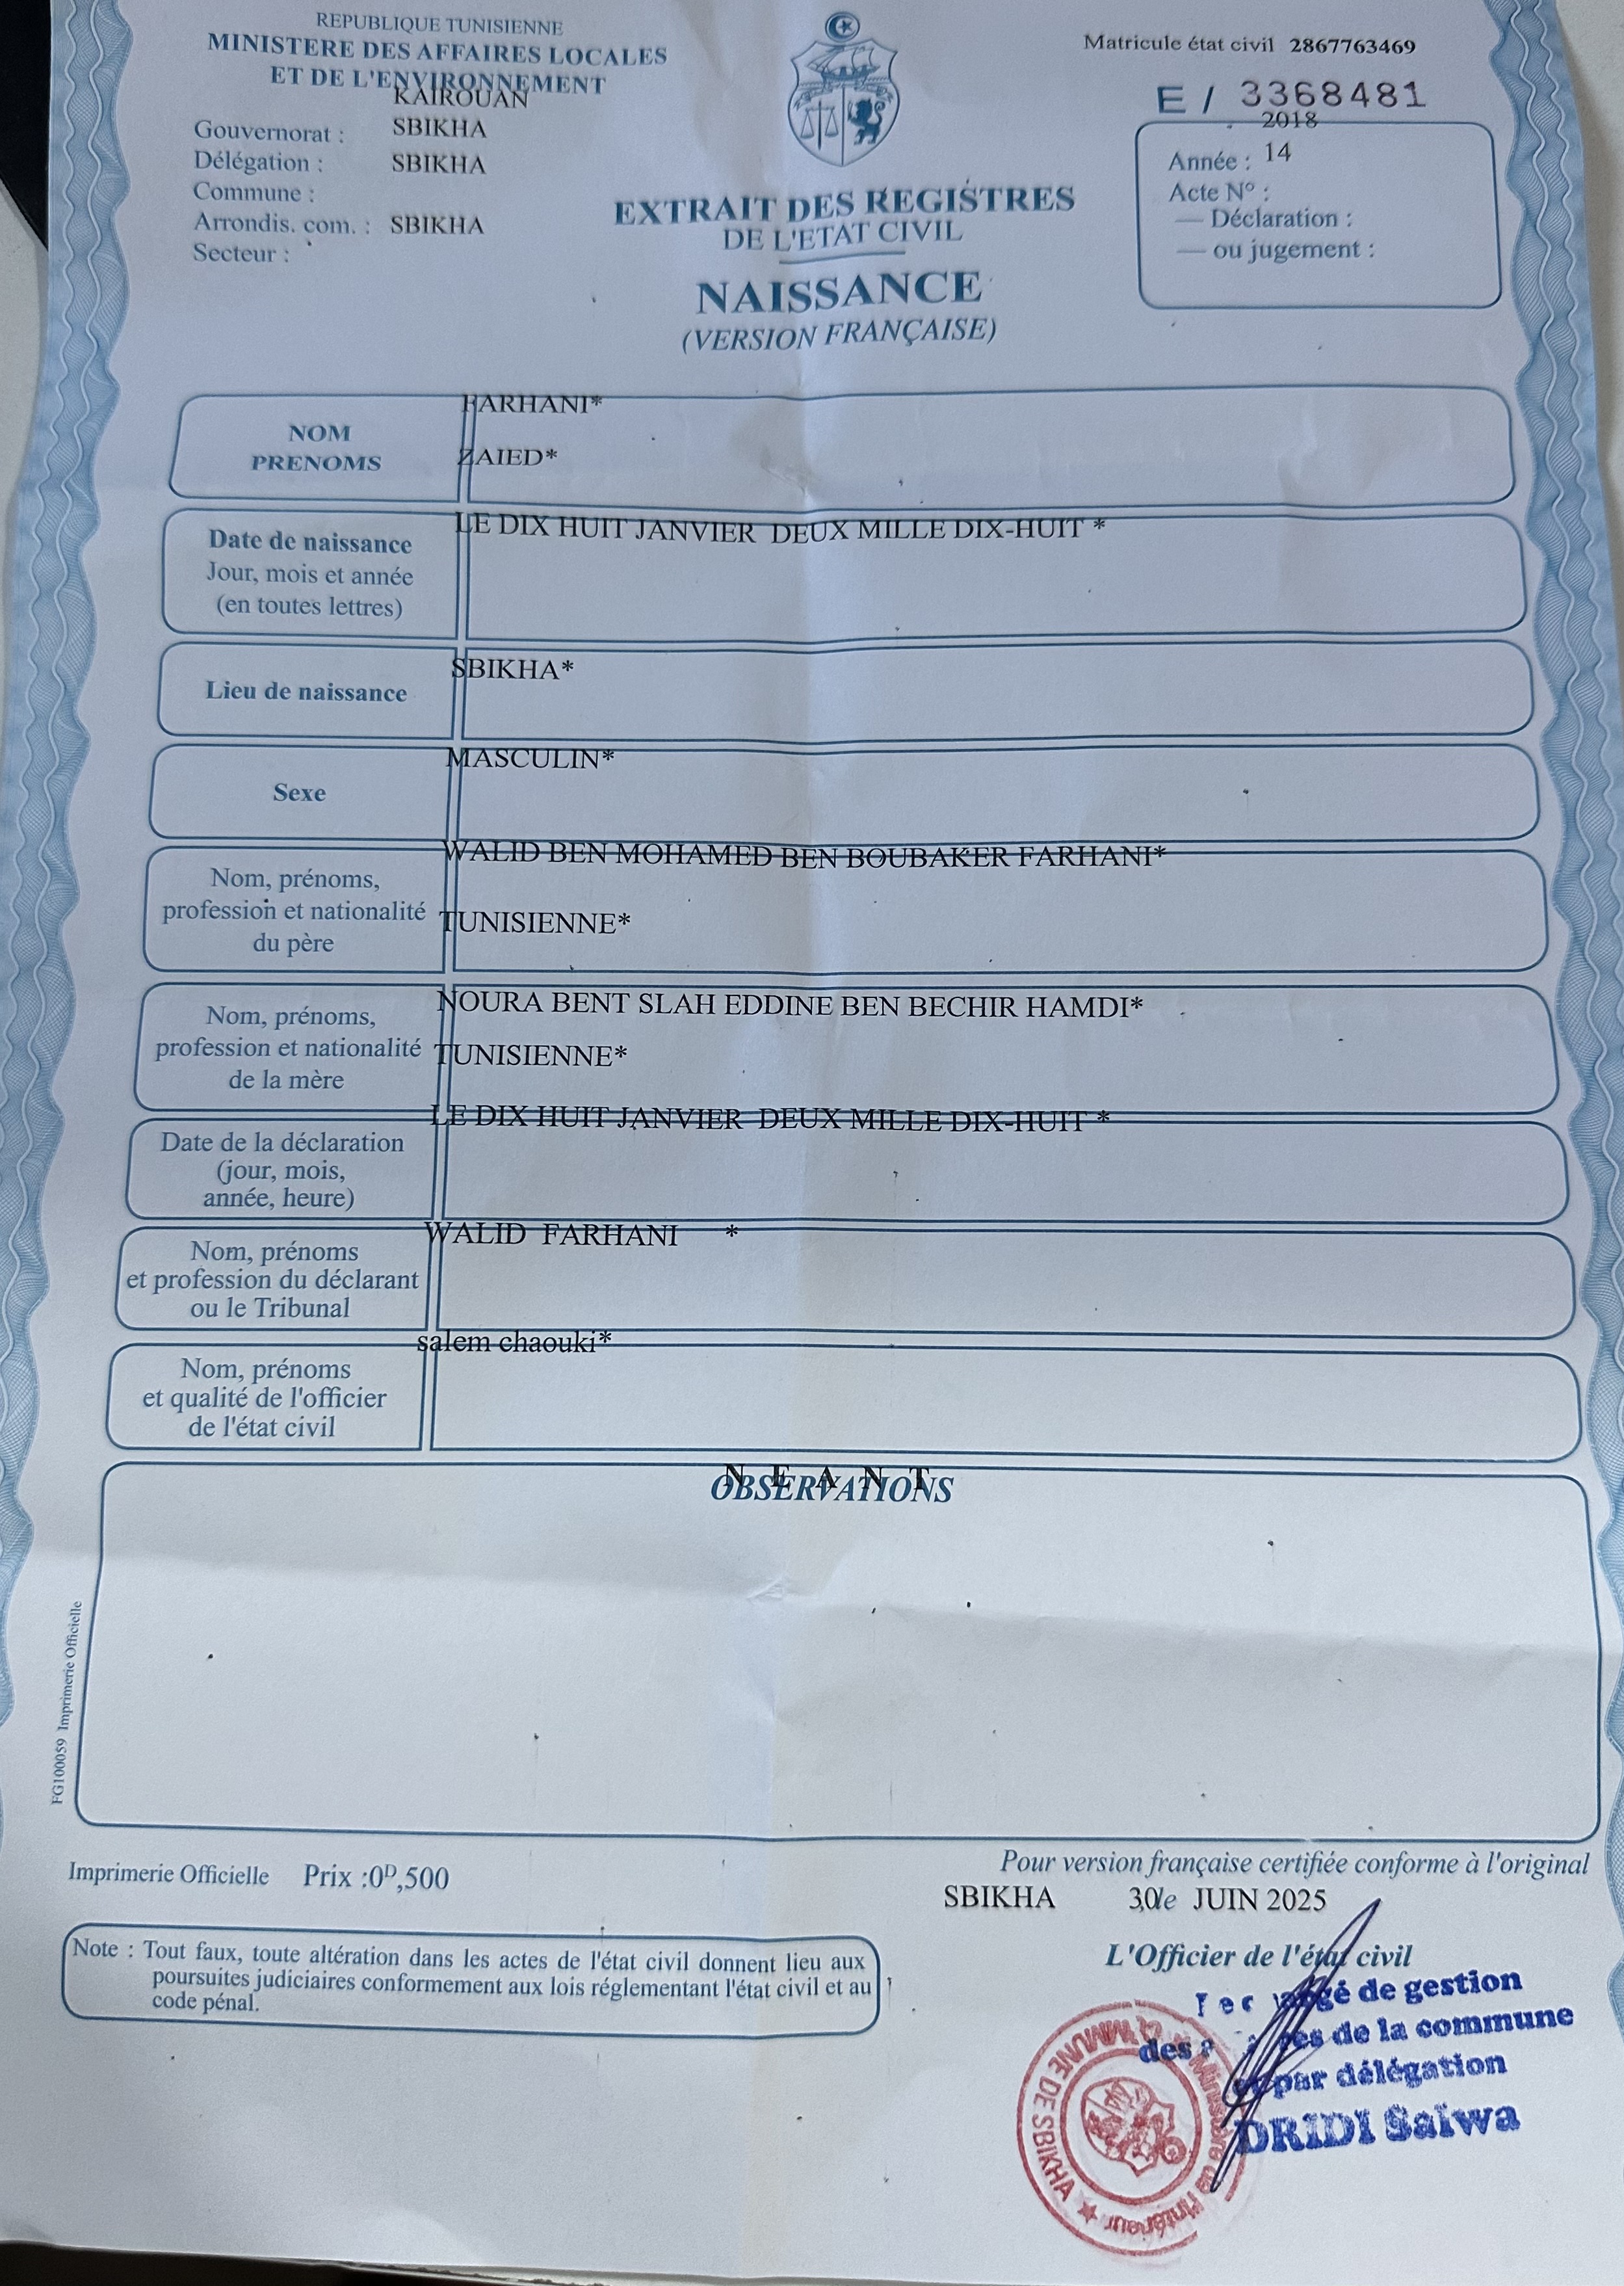 REPUBLIQUE TUNISIENNE
MINISTERE DES AFFAIRES LOCALES
ET DE L'ENVIRONNEMENT
KAIROUAN
Gouvernorat : SBIKHA
Délégation : SBIKHA
Commune :
Arrondis. com. : SBIKHA
Secteur :
Matricule état civil 2867763469
E / 3368481
2018
Année : 14
Acte N° :
— Déclaration :
— ou jugement :
EXTRAIT DES REGISTRES
DE L'ETAT CIVIL
NAISSANCE
(VERSION FRANÇAISE)
NOM
PRENOMS
FARHANI*
ZAIED*
Date de naissance
Jour, mois et année
(en toutes lettres)
LE DIX HUIT JANVIER DEUX MILLE DIX-HUIT *
Lieu de naissance
SBIKHA*
Sexe
MASCULIN*
Nom, prénoms,
profession et nationalité
du père
WALID BEN MOHAMED BEN BOUBAKER FARHANI*
TUNISIENNE*
Nom, prénoms,
profession et nationalité
de la mère
NOURA BENT SLAH EDDINE BEN BECHIR HAMDI*
TUNISIENNE*
Date de la déclaration
(jour, mois,
année, heure)
LE DIX HUIT JANVIER DEUX MILLE DIX-HUIT *
Nom, prénoms
et profession du déclarant
ou le Tribunal
WALID FARHANI *
Nom, prénoms
et qualité de l'officier
de l'état civil
salem chaouki*
N E A N T
OBSERVATIONS
FG100059 Imprimerie Officielle
Imprimerie Officielle Prix :0ᴰ,500
Pour version française certifiée conforme à l'original
SBIKHA 30 le JUIN 2025
Note : Tout faux, toute altération dans les actes de l'état civil donnent lieu aux
poursuites judiciaires conformement aux lois réglementant l'état civil et au
code pénal.
L'Officier de l'état civil
de gestion
des de la commune
par délégation
DRIDI Salwa
Ministère de l'Intérieur
COMMUNE DE SBIKHA